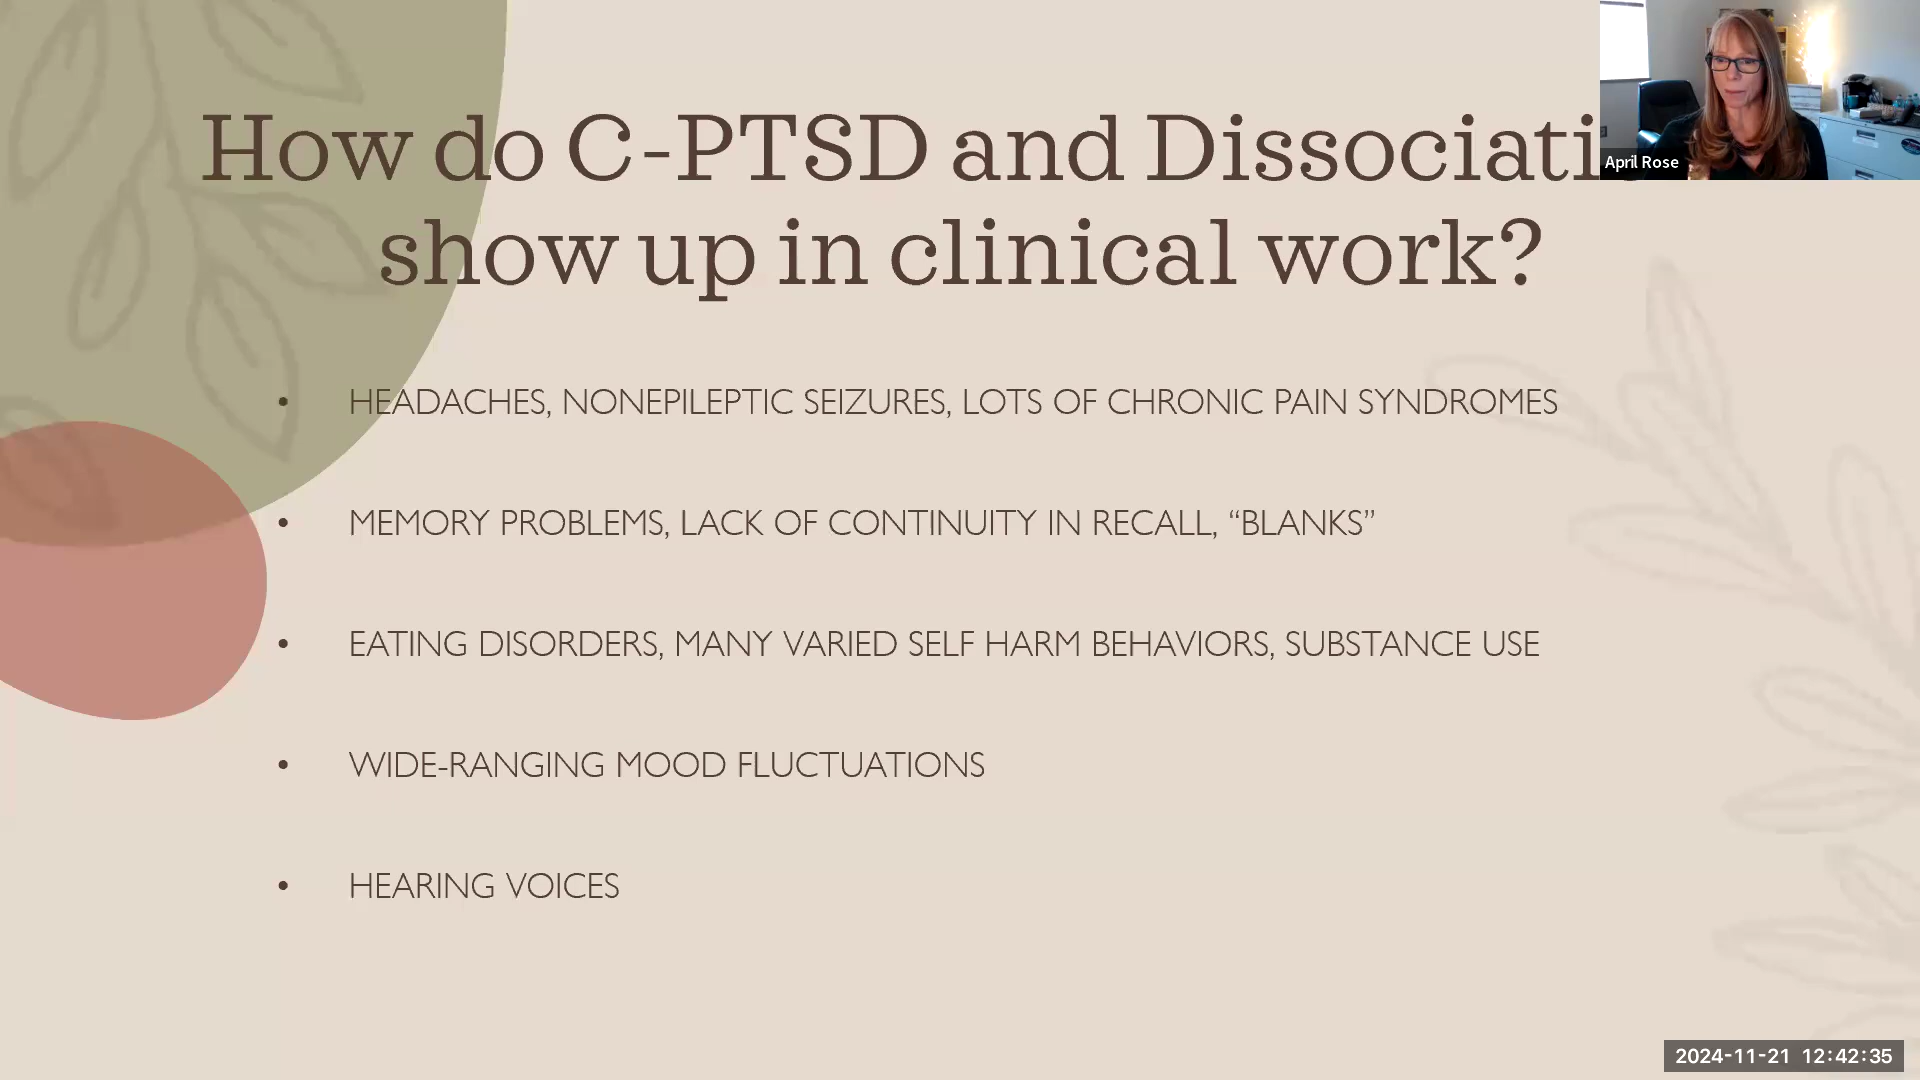 How do C-PTSD and Dissociati
show up in clinical work?
April Rose
• HEADACHES, NONEPILEPTIC SEIZURES, LOTS OF CHRONIC PAIN SYNDROMES
• MEMORY PROBLEMS, LACK OF CONTINUITY IN RECALL, “BLANKS”
• EATING DISORDERS, MANY VARIED SELF HARM BEHAVIORS, SUBSTANCE USE
• WIDE-RANGING MOOD FLUCTUATIONS
• HEARING VOICES
2024-11-21 12:42:35